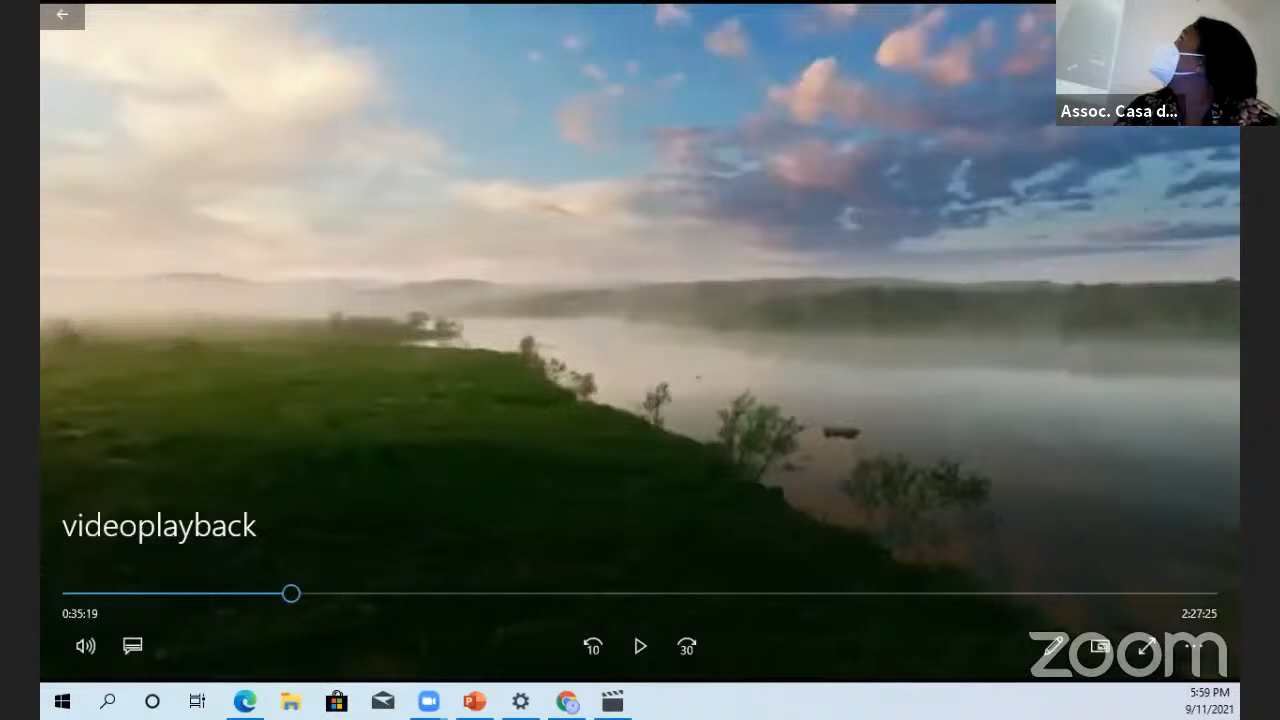 Assoc. Casa d...
videoplayback
0:35:19
2:27:25
10
30
zoom
5:59 PM
9/11/2021